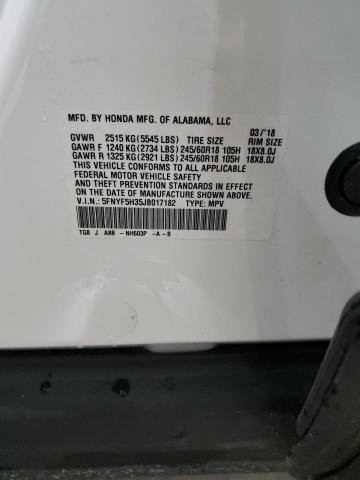 MFD. BY HONDA MFG. OF ALABAMA, LLC 03/'18
GVWR 2515 KG(5545 LBS) TIRE SIZE RIM SIZE
GAWR F 1240 KG(2734 LBS) 245/60R18 105H 18X8.0J
GAWR R 1325 KG(2921 LBS) 245/60R18 105H 18X8.0J
THIS VEHICLE CONFORMS TO ALL APPLICABLE
FEDERAL MOTOR VEHICLE SAFETY
AND THEFT PREVENTION STANDARDS IN EFFECT
ON THE DATE OF MANUFACTURE SHOWN ABOVE.
V.I.N.: 5FNYF5H35JB017182 TYPE: MPV
TG8 J AB8 - NH603P -A-B